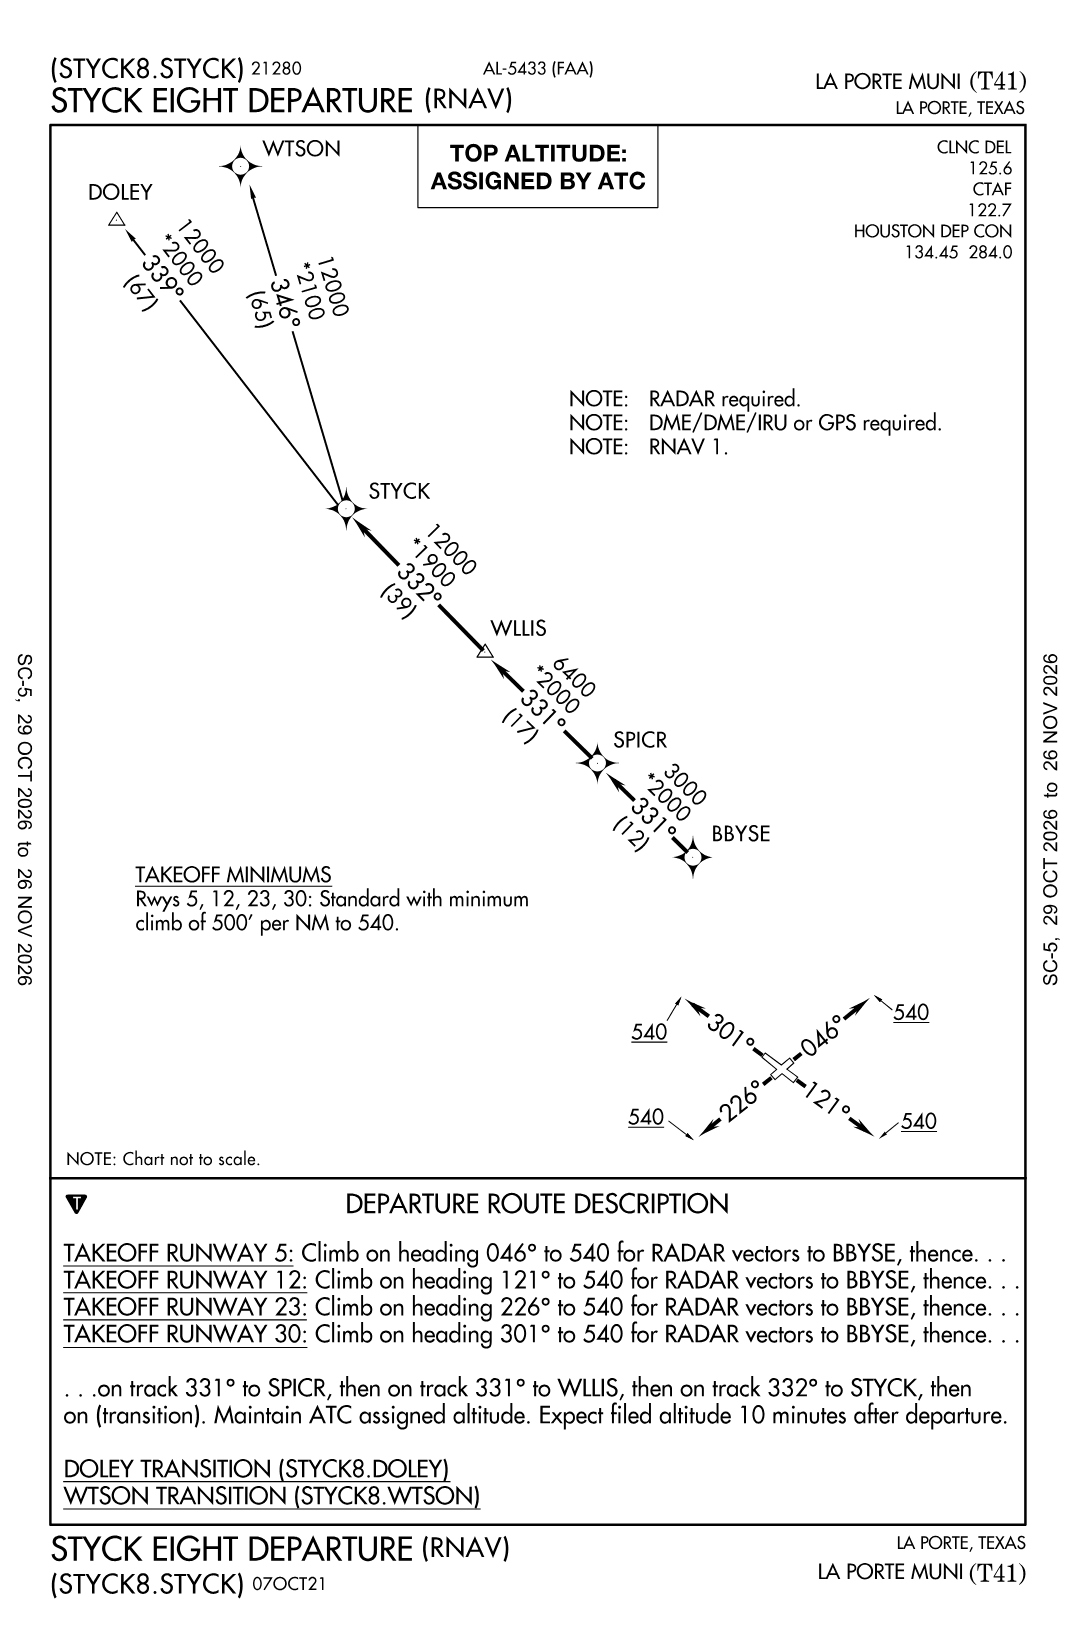 (STYCK8.STYCK) 21280
AL-5433 (FAA)
LA PORTE MUNI (T41)
STYCK EIGHT DEPARTURE (RNAV)
LA PORTE, TEXAS
TOP ALTITUDE:
ASSIGNED BY ATC
CLNC DEL
125.6
CTAF
122.7
HOUSTON DEP CON
134.45 284.0
WTSON
DOLEY
12000
*2000
339°
(67)
12000
*2100
346°
(65)
NOTE: RADAR required.
NOTE: DME/DME/IRU or GPS required.
NOTE: RNAV 1.
STYCK
12000
*1900
332°
(39)
WLLIS
6400
*2000
331°
(17)
SPICR
3000
*2000
331°
(12)
BBYSE
TAKEOFF MINIMUMS
Rwys 5, 12, 23, 30: Standard with minimum
climb of 500' per NM to 540.
540
301°
046°
540
540
226°
121°
540
NOTE: Chart not to scale.
SC-5, 29 OCT 2026 to 26 NOV 2026
SC-5, 29 OCT 2026 to 26 NOV 2026
T
DEPARTURE ROUTE DESCRIPTION
TAKEOFF RUNWAY 5: Climb on heading 046° to 540 for RADAR vectors to BBYSE, thence. . .
TAKEOFF RUNWAY 12: Climb on heading 121° to 540 for RADAR vectors to BBYSE, thence. . .
TAKEOFF RUNWAY 23: Climb on heading 226° to 540 for RADAR vectors to BBYSE, thence. . .
TAKEOFF RUNWAY 30: Climb on heading 301° to 540 for RADAR vectors to BBYSE, thence. . .
. . .on track 331° to SPICR, then on track 331° to WLLIS, then on track 332° to STYCK, then
on (transition). Maintain ATC assigned altitude. Expect filed altitude 10 minutes after departure.
DOLEY TRANSITION (STYCK8.DOLEY)
WTSON TRANSITION (STYCK8.WTSON)
STYCK EIGHT DEPARTURE (RNAV)
LA PORTE, TEXAS
(STYCK8.STYCK) 07OCT21
LA PORTE MUNI (T41)